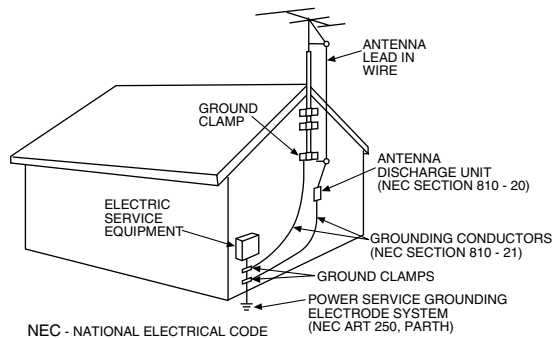 ANTENNA
LEAD IN
WIRE
GROUND
CLAMP
ANTENNA
DISCHARGE UNIT
(NEC SECTION 810 - 20)
ELECTRIC
SERVICE
EQUIPMENT
GROUNDING CONDUCTORS
(NEC SECTION 810 - 21)
GROUND CLAMPS
POWER SERVICE GROUNDING
ELECTRODE SYSTEM
(NEC ART 250, PARTH)
NEC - NATIONAL ELECTRICAL CODE